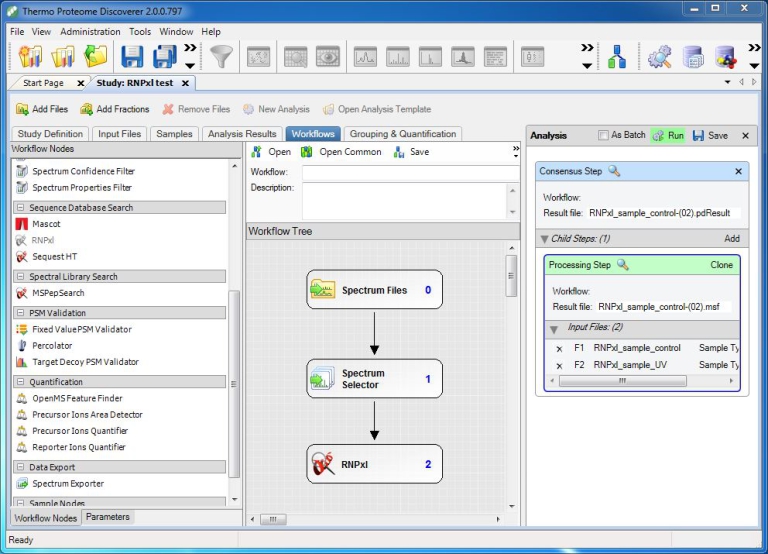 Thermo Proteome Discoverer 2.0.0.797
File View Administration Tools Window Help
Start Page Study: RNPxl test
Add Files Add Fractions Remove Files New Analysis Open Analysis Template
Study Definition Input Files Samples Analysis Results Workflows Grouping & Quantification
Workflow Nodes
Spectrum Confidence Filter
Spectrum Properties Filter
Sequence Database Search
Mascot
RNPxl
Sequest HT
Spectral Library Search
MSPepSearch
PSM Validation
Fixed ValuePSM Validator
Percolator
Target Decoy PSM Validator
Quantification
OpenMS Feature Finder
Precursor Ions Area Detector
Precursor Ions Quantifier
Reporter Ions Quantifier
Data Export
Spectrum Exporter
Sample Nodes
Workflow Nodes Parameters
Open Open Common Save
Workflow:
Description:
Workflow Tree
Spectrum Files 0
Spectrum Selector 1
RNPxl 2
Analysis As Batch Run Save
Consensus Step
Workflow:
Result file: RNPxl_sample_control-(02).pdResult
Child Steps: (1) Add
Processing Step Clone
Workflow:
Result file: RNPxl_sample_control-(02).msf
Input Files: (2)
F1 RNPxl_sample_control Sample Ty
F2 RNPxl_sample_UV Sample Ty
Ready